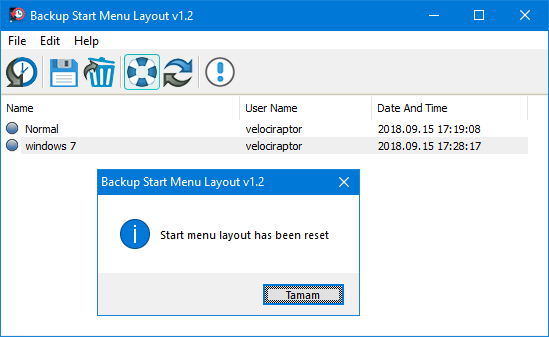 Backup Start Menu Layout v1.2
File Edit Help
Name User Name Date And Time
Normal velociraptor 2018.09.15 17:19:08
windows 7 velociraptor 2018.09.15 17:28:17
Backup Start Menu Layout v1.2
Start menu layout has been reset
Tamam